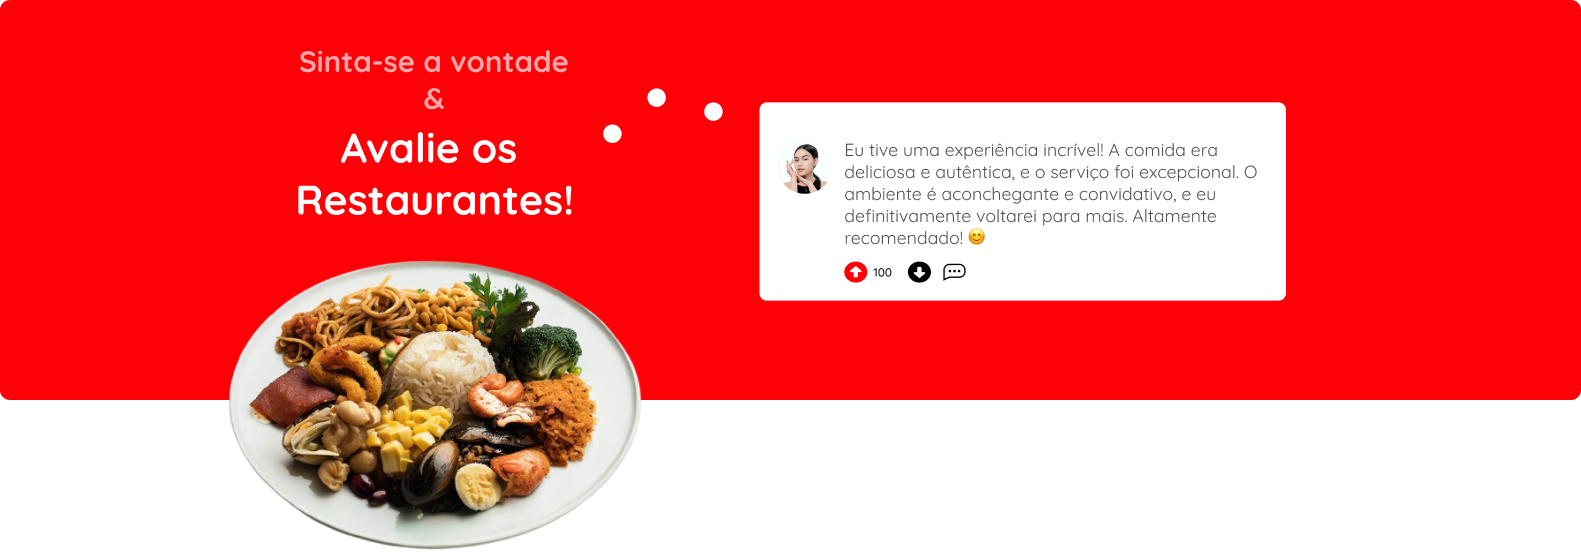 Sinta-se a vontade
&
Avalie os
Restaurantes!
Eu tive uma experiência incrível! A comida era
deliciosa e autêntica, e o serviço foi excepcional. O
ambiente é aconchegante e convidativo, e eu
definitivamente voltarei para mais. Altamente
recomendado! 😊
100